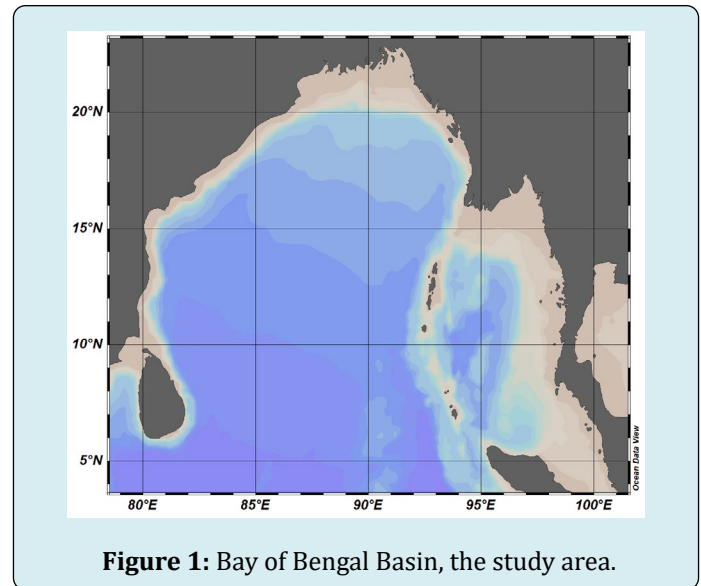 20°N
15°N
10°N
5°N
80°E 85°E 90°E 95°E 100°E
Ocean Data View
Figure 1: Bay of Bengal Basin, the study area.